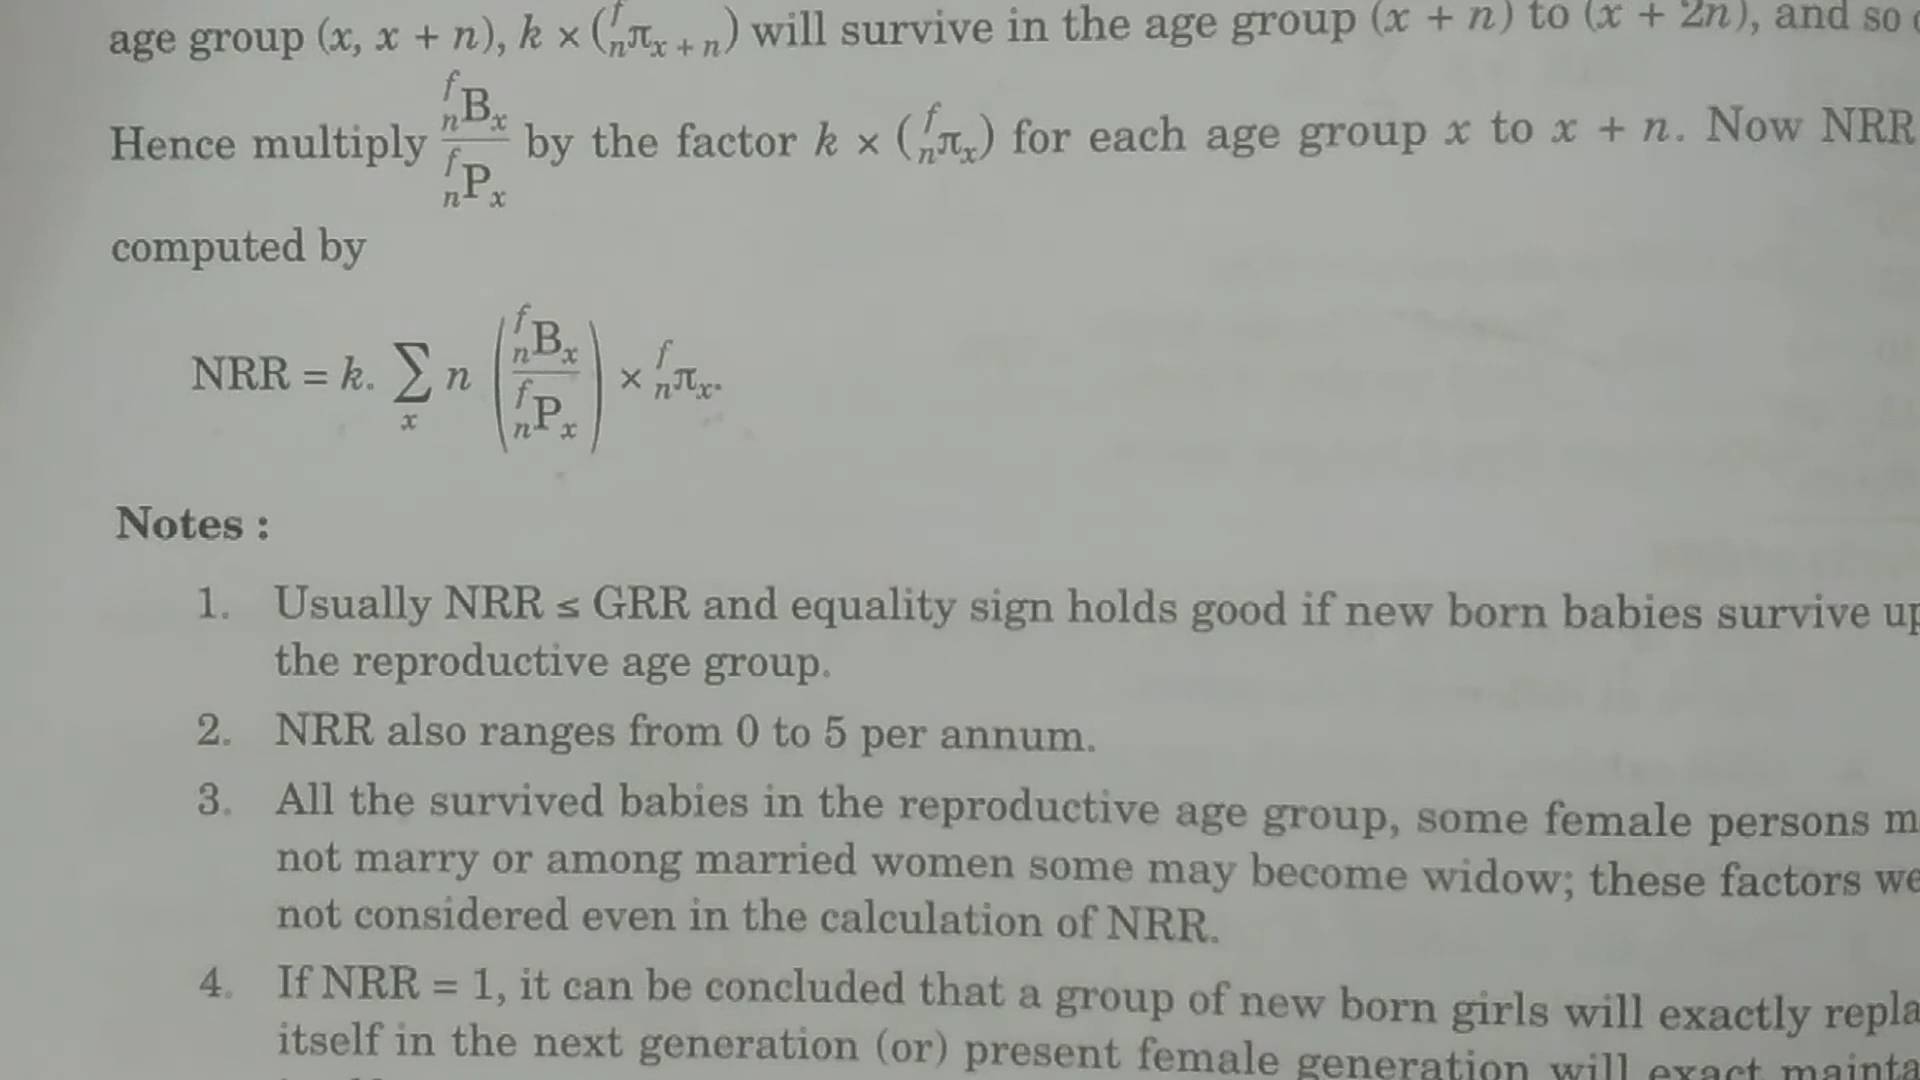 age group (x, x + n), k × (ᶠₙπₓ ₊ ₙ) will survive in the age group (x + n) to (x + 2n), and so
Hence multiply ᶠₙBₓ / ᶠₙPₓ by the factor k × (ᶠₙπₓ) for each age group x to x + n. Now NRR
computed by
NRR = k. ∑ₓ n (ᶠₙBₓ / ᶠₙPₓ) × ᶠₙπₓ.
Notes :
1. Usually NRR ≤ GRR and equality sign holds good if new born babies survive up
the reproductive age group.
2. NRR also ranges from 0 to 5 per annum.
3. All the survived babies in the reproductive age group, some female persons m
not marry or among married women some may become widow; these factors we
not considered even in the calculation of NRR.
4. If NRR = 1, it can be concluded that a group of new born girls will exactly repla
itself in the next generation (or) present female generation will exact mainta